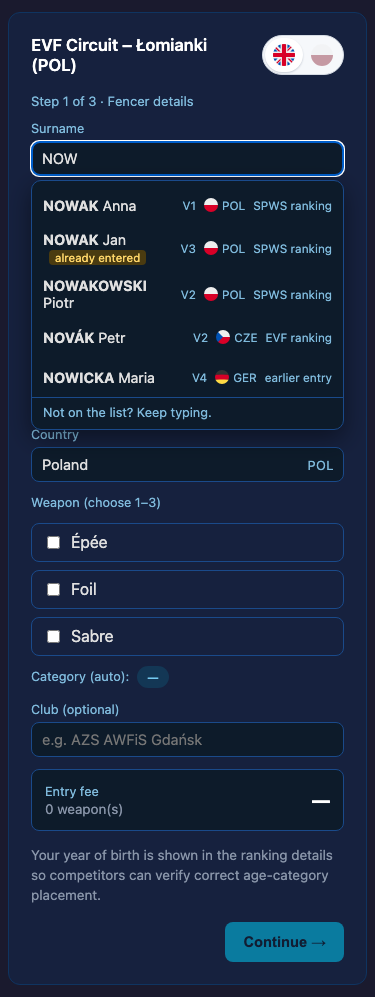 EVF Circuit – Łomianki
(POL)
Step 1 of 3 · Fencer details
Surname
NOW
NOWAK Anna V1 POL SPWS ranking
NOWAK Jan V3 POL SPWS ranking
already entered
NOWAKOWSKI
Piotr V2 POL SPWS ranking
NOVÁK Petr V2 CZE EVF ranking
NOWICKA Maria V4 GER earlier entry
Not on the list? Keep typing.
Country
Poland POL
Weapon (choose 1–3)
Épée
Foil
Sabre
Category (auto): —
Club (optional)
e.g. AZS AWFiS Gdańsk
Entry fee
0 weapon(s) —
Your year of birth is shown in the ranking details
so competitors can verify correct age-category
placement.
Continue →